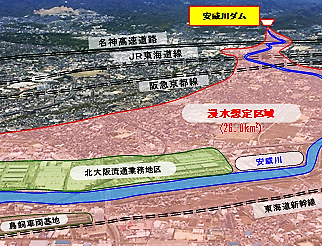 安威川ダム
名神高速道路
JR東海道線
阪急京都線
浸水想定区域
(26.0k㎡)
安威川
北大阪流通業務地区
東海道新幹線
鳥飼車両基地